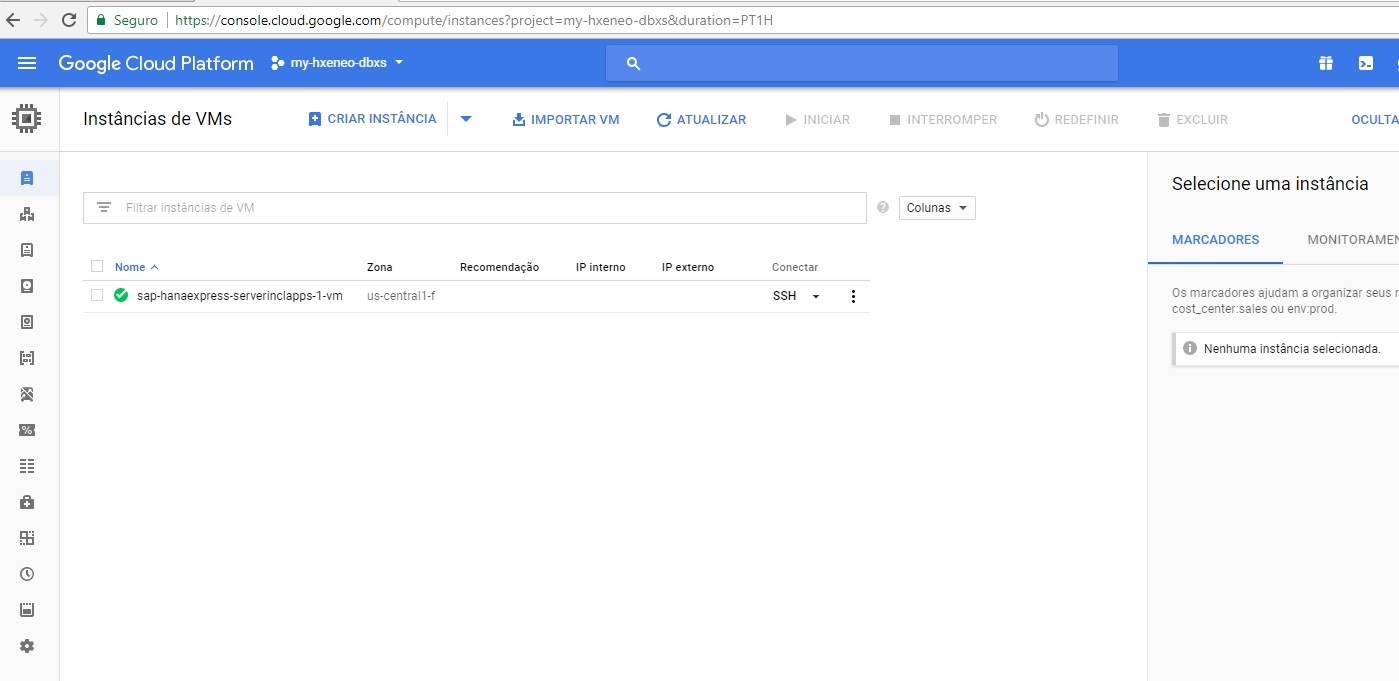 Seguro https://console.cloud.google.com/compute/instances?project=my-hxeneo-dbxs&duration=PT1H
Google Cloud Platform my-hxeneo-dbxs
Instâncias de VMs CRIAR INSTÂNCIA IMPORTAR VM ATUALIZAR INICIAR INTERROMPER REDEFINIR EXCLUIR OCULTA
Selecione uma instância
Filtrar instâncias de VM Colunas
MARCADORES MONITORAMEN
Nome Zona Recomendação IP interno IP externo Conectar
sap-hanaexpress-serverinclapps-1-vm us-central1-f SSH
Os marcadores ajudam a organizar seus r
cost_center:sales ou env:prod.
Nenhuma instância selecionada.